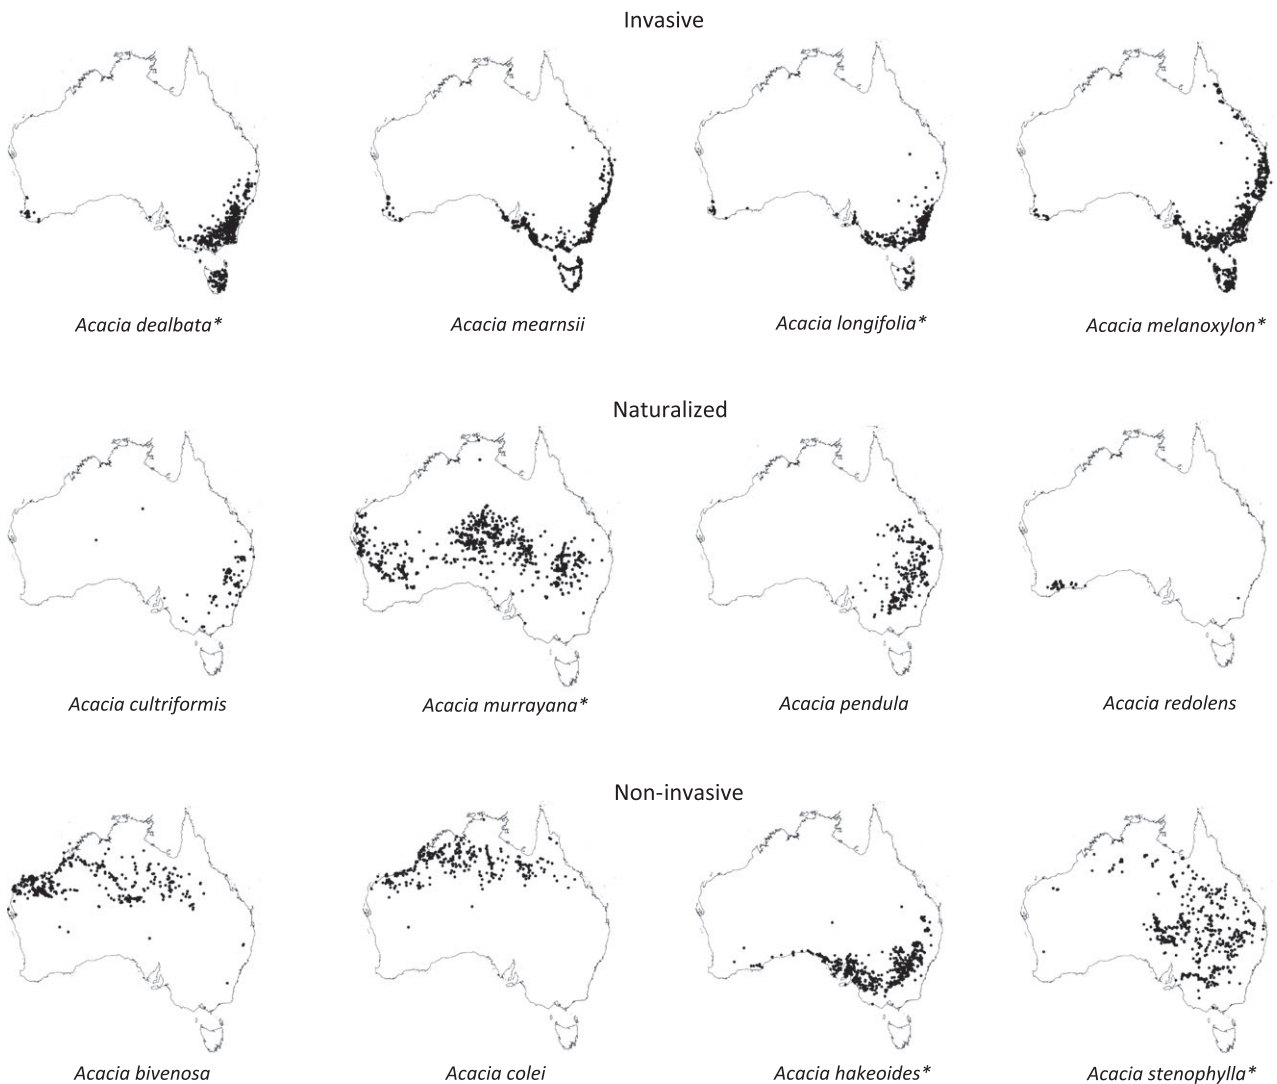 Invasive
Acacia dealbata*
Acacia mearnsii
Acacia longifolia*
Acacia melanoxylon*
Naturalized
Acacia cultriformis
Acacia murrayana*
Acacia pendula
Acacia redolens
Non-invasive
Acacia bivenosa
Acacia colei
Acacia hakeoides*
Acacia stenophylla*